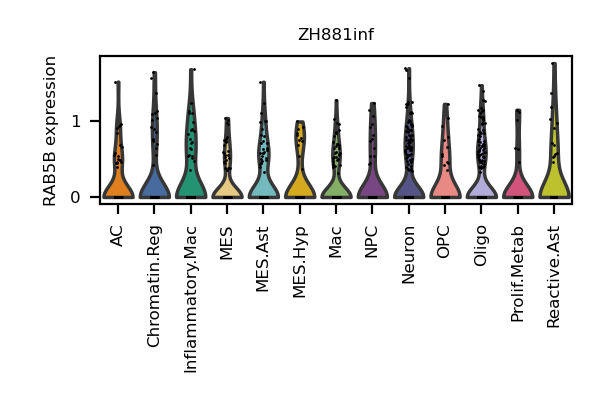 ZH881inf
RAB5B expression
1
0
AC
Chromatin.Reg
Inflammatory.Mac
MES
MES.Ast
MES.Hyp
Mac
NPC
Neuron
OPC
Oligo
Prolif.Metab
Reactive.Ast